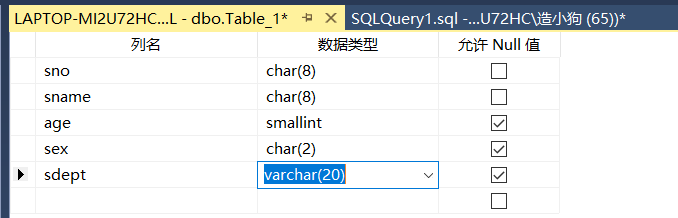 LAPTOP-MI2U72HC...L - dbo.Table_1* SQLQuery1.sql -...U72HC\造小狗 (65))*
列名 数据类型 允许 Null 值
sno char(8)
sname char(8)
age smallint
sex char(2)
sdept varchar(20)